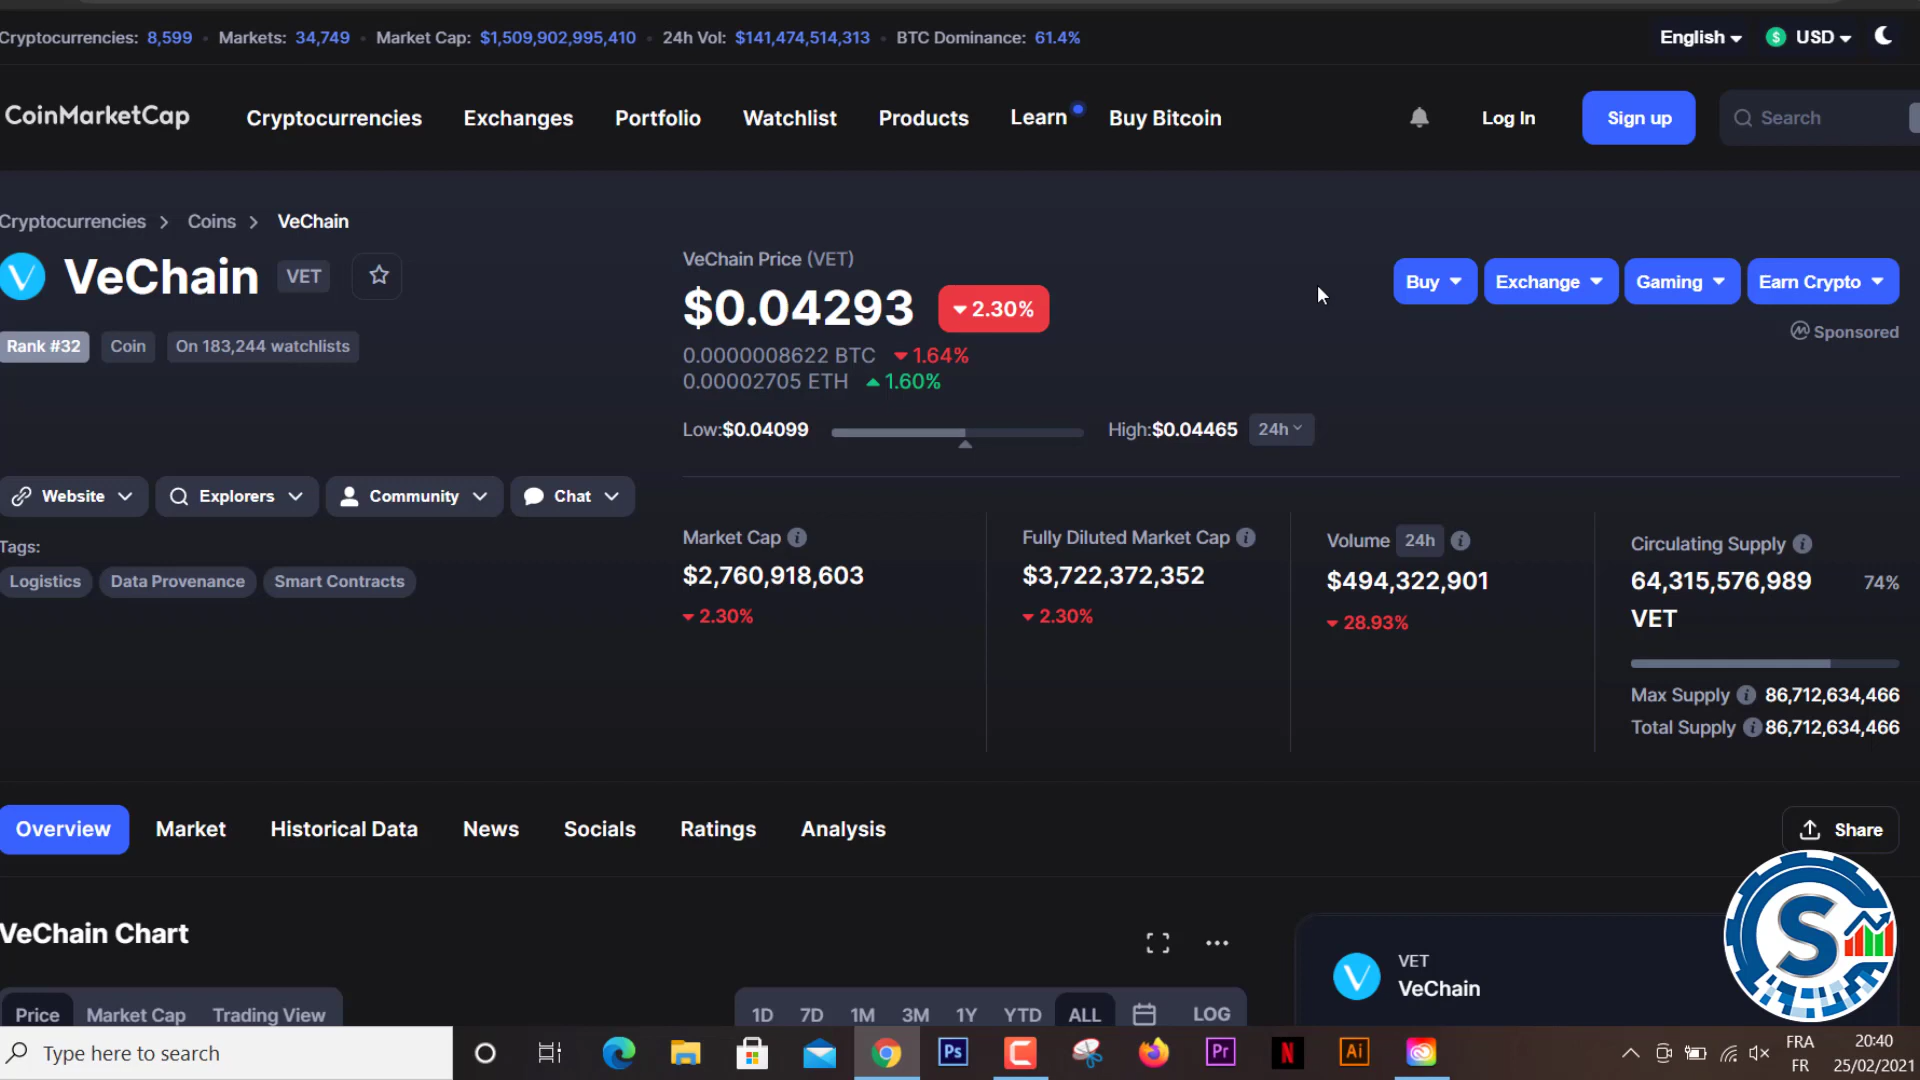 Cryptocurrencies: 8,599 Markets: 34,749 Market Cap: $1,509,902,995,410 24h Vol: $141,474,514,313 BTC Dominance: 61.4% English USD
CoinMarketCap Cryptocurrencies Exchanges Portfolio Watchlist Products Learn Buy Bitcoin Log In Sign up Search
Cryptocurrencies > Coins > VeChain
VeChain VET
Rank #32 Coin On 183,244 watchlists
VeChain Price (VET)
$0.04293 2.30%
0.0000008622 BTC 1.64%
0.00002705 ETH 1.60%
Low:$0.04099 High:$0.04465 24h
Buy Exchange Gaming Earn Crypto
Sponsored
Website Explorers Community Chat
Tags:
Logistics Data Provenance Smart Contracts
Market Cap
$2,760,918,603
2.30%
Fully Diluted Market Cap
$3,722,372,352
2.30%
Volume 24h
$494,322,901
28.93%
Circulating Supply
64,315,576,989 74%
VET
Max Supply 86,712,634,466
Total Supply 86,712,634,466
Overview Market Historical Data News Socials Ratings Analysis Share
VeChain Chart
Price Market Cap Trading View 1D 7D 1M 3M 1Y YTD ALL LOG
VET
VeChain
S
Type here to search
Ps
Pr
N
Ai
FRA
FR
20:40
25/02/2021